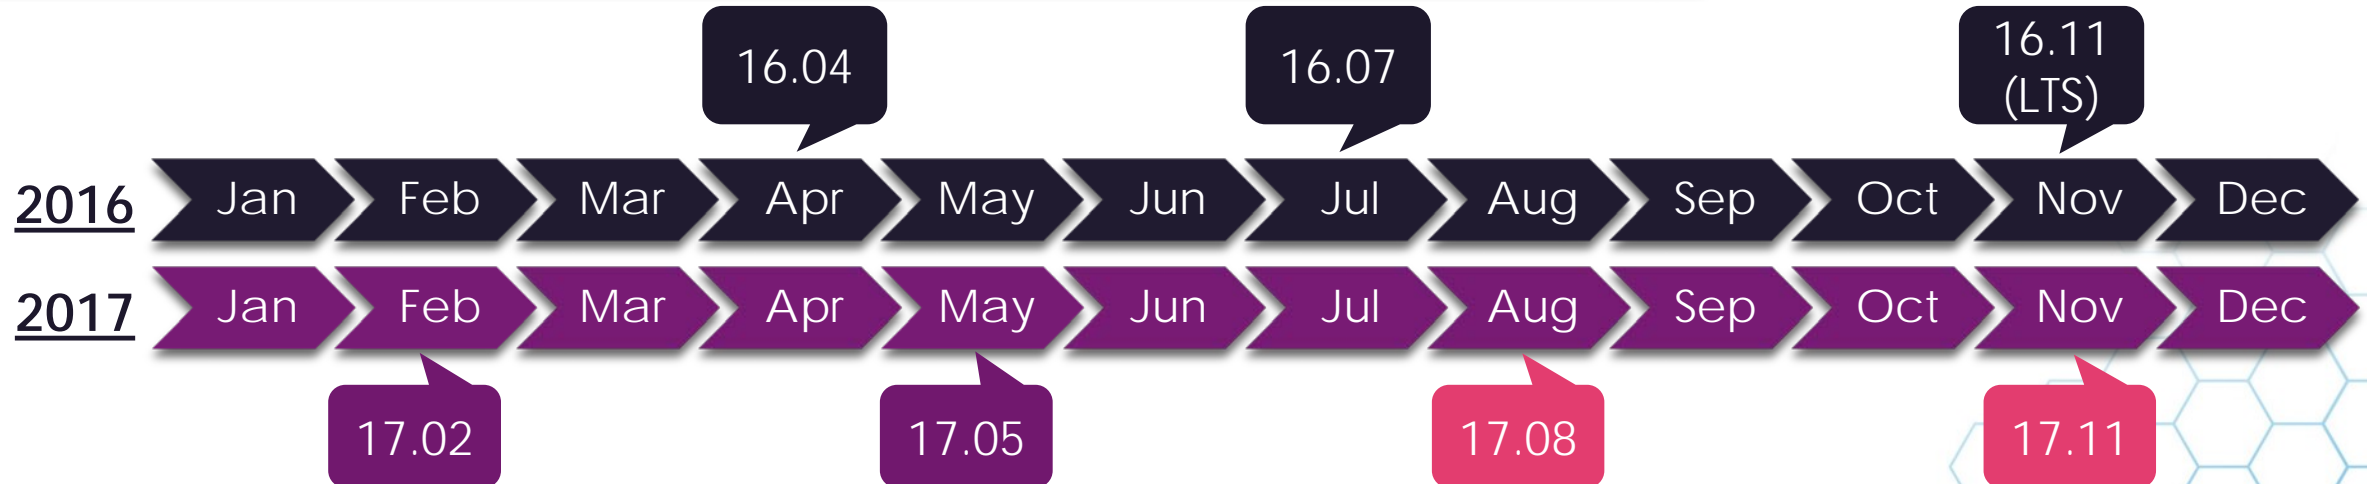 16.04
16.07
16.11
(LTS)
2016 Jan Feb Mar Apr May Jun Jul Aug Sep Oct Nov Dec
2017 Jan Feb Mar Apr May Jun Jul Aug Sep Oct Nov Dec
17.02
17.05
17.08
17.11